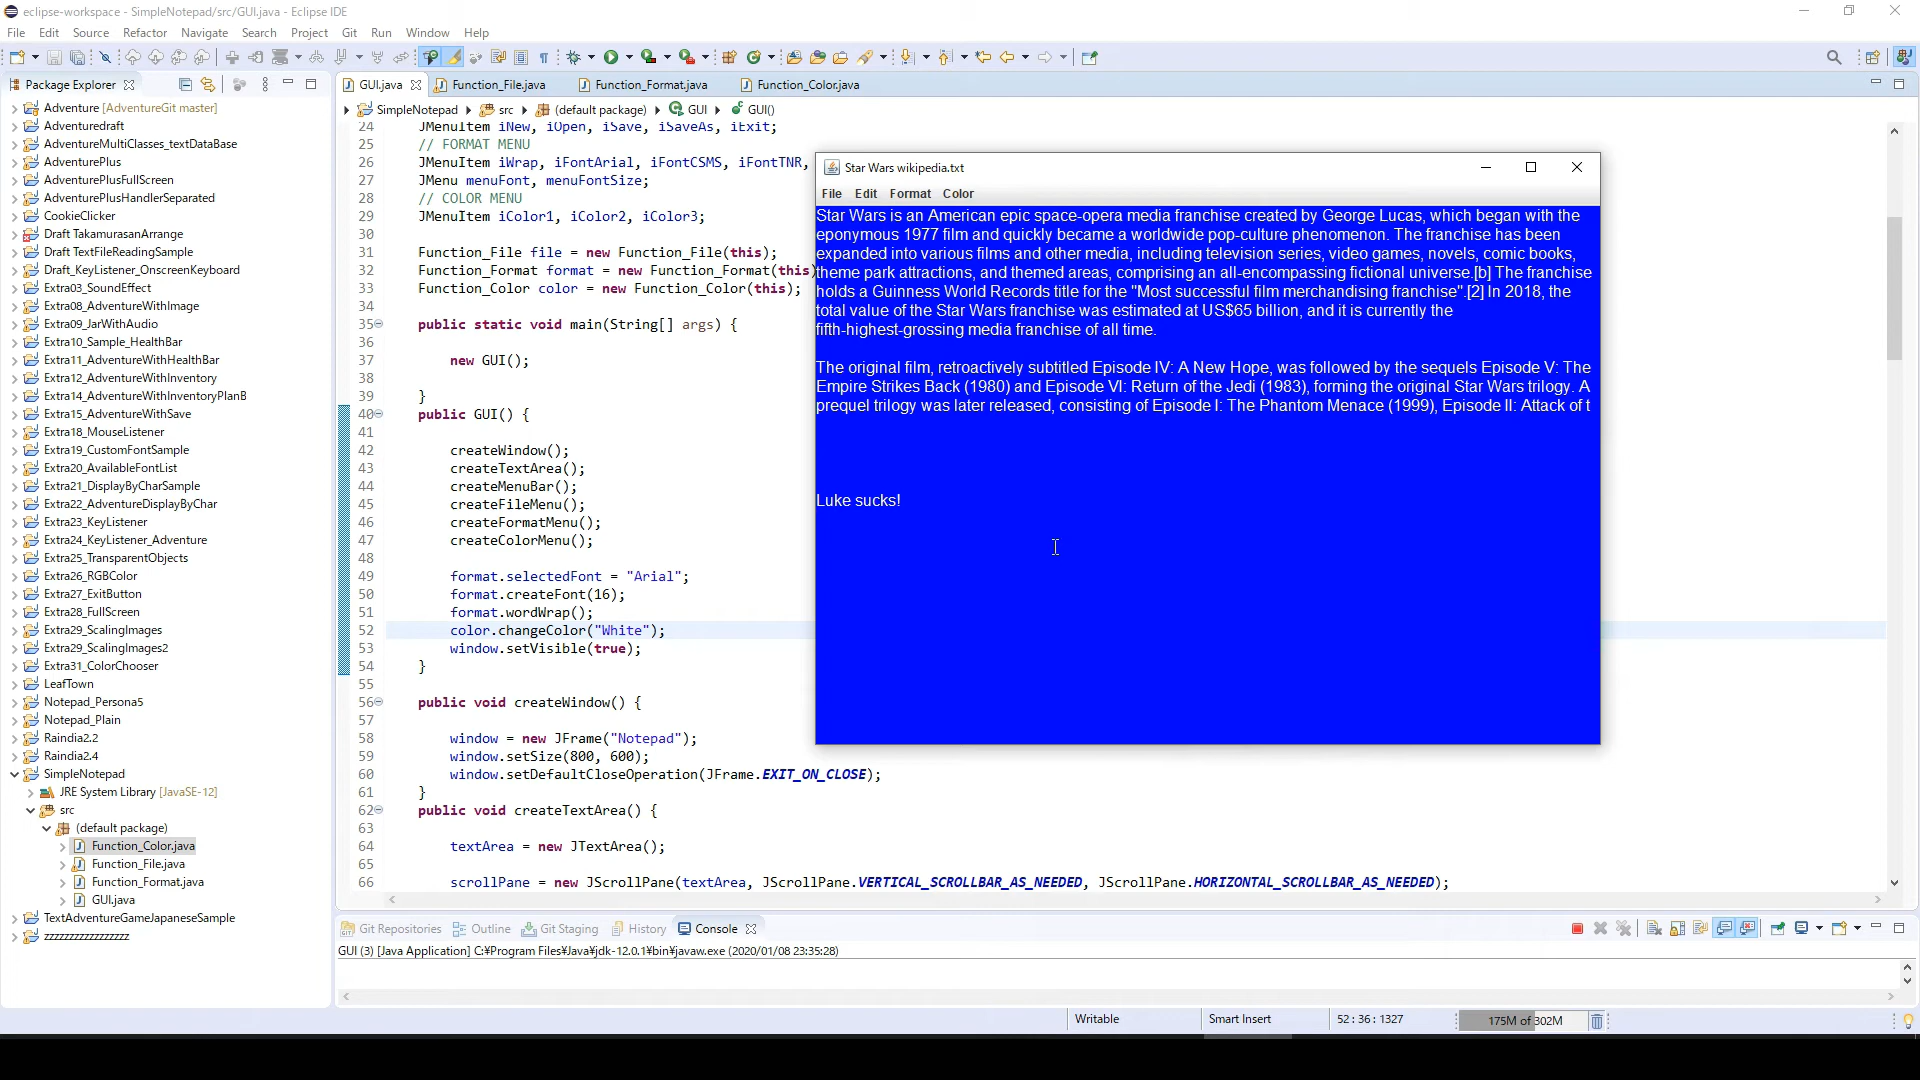 eclipse-workspace - SimpleNotepad/src/GUI.java - Eclipse IDE
File Edit Source Refactor Navigate Search Project Git Run Window Help
Package Explorer
Adventure [AdventureGit master]
Adventuredraft
AdventureMultiClasses_textDataBase
AdventurePlus
AdventurePlusFullScreen
AdventurePlusHandlerSeparated
CookieClicker
Draft TakamurasanArrange
Draft TextFileReadingSample
Draft_KeyListener_OnscreenKeyboard
Extra03_SoundEffect
Extra08_AdventureWithImage
Extra09_JarWithAudio
Extra10_Sample_HealthBar
Extra11_AdventureWithHealthBar
Extra12_AdventureWithInventory
Extra14_AdventureWithInventoryPlanB
Extra15_AdventureWithSave
Extra18_MouseListener
Extra19_CustomFontSample
Extra20_AvailableFontList
Extra21_DisplayByCharSample
Extra22_AdventureDisplayByChar
Extra23_KeyListener
Extra24_KeyListener_Adventure
Extra25_TransparentObjects
Extra26_RGBColor
Extra27_ExitButton
Extra28_FullScreen
Extra29_ScalingImages
Extra29_ScalingImages2
Extra31_ColorChooser
LeafTown
Notepad_Persona5
Notepad_Plain
Raindia2.2
Raindia2.4
SimpleNotepad
JRE System Library [JavaSE-12]
src
(default package)
Function_Color.java
Function_File.java
Function_Format.java
GUI.java
TextAdventureGameJapaneseSample
zzzzzzzzzzzzzzzzz
GUI.java Function_File.java Function_Format.java Function_Color.java
SimpleNotepad src (default package) GUI GUI()
24 JMenuItem iNew, iOpen, iSave, iSaveAs, iExit;
25 // FORMAT MENU
26 JMenuItem iWrap, iFontArial, iFontCSMS, iFontTNR,
27 JMenu menuFont, menuFontSize;
28 // COLOR MENU
29 JMenuItem iColor1, iColor2, iColor3;
30
31 Function_File file = new Function_File(this);
32 Function_Format format = new Function_Format(this)
33 Function_Color color = new Function_Color(this);
34
35 public static void main(String[] args) {
36
37 new GUI();
38
39 }
40 public GUI() {
41
42 createWindow();
43 createTextArea();
44 createMenuBar();
45 createFileMenu();
46 createFormatMenu();
47 createColorMenu();
48
49 format.selectedFont = "Arial";
50 format.createFont(16);
51 format.wordWrap();
52 color.changeColor("White");
53 window.setVisible(true);
54 }
55
56 public void createWindow() {
57
58 window = new JFrame("Notepad");
59 window.setSize(800, 600);
60 window.setDefaultCloseOperation(JFrame.EXIT_ON_CLOSE);
61 }
62 public void createTextArea() {
63
64 textArea = new JTextArea();
65
66 scrollPane = new JScrollPane(textArea, JScrollPane.VERTICAL_SCROLLBAR_AS_NEEDED, JScrollPane.HORIZONTAL_SCROLLBAR_AS_NEEDED);
Star Wars wikipedia.txt
File Edit Format Color
Star Wars is an American epic space-opera media franchise created by George Lucas, which began with the
eponymous 1977 film and quickly became a worldwide pop-culture phenomenon. The franchise has been
expanded into various films and other media, including television series, video games, novels, comic books,
theme park attractions, and themed areas, comprising an all-encompassing fictional universe.[b] The franchise
holds a Guinness World Records title for the "Most successful film merchandising franchise".[2] In 2018, the
total value of the Star Wars franchise was estimated at US$65 billion, and it is currently the
fifth-highest-grossing media franchise of all time.
The original film, retroactively subtitled Episode IV: A New Hope, was followed by the sequels Episode V: The
Empire Strikes Back (1980) and Episode VI: Return of the Jedi (1983), forming the original Star Wars trilogy. A
prequel trilogy was later released, consisting of Episode I: The Phantom Menace (1999), Episode II: Attack of t
Luke sucks!
Git Repositories Outline Git Staging History Console
GUI (3) [Java Application] C:¥Program Files¥Java¥jdk-12.0.1¥bin¥javaw.exe (2020/01/08 23:35:28)
Writable Smart Insert 52 : 36 : 1327 175M of 302M